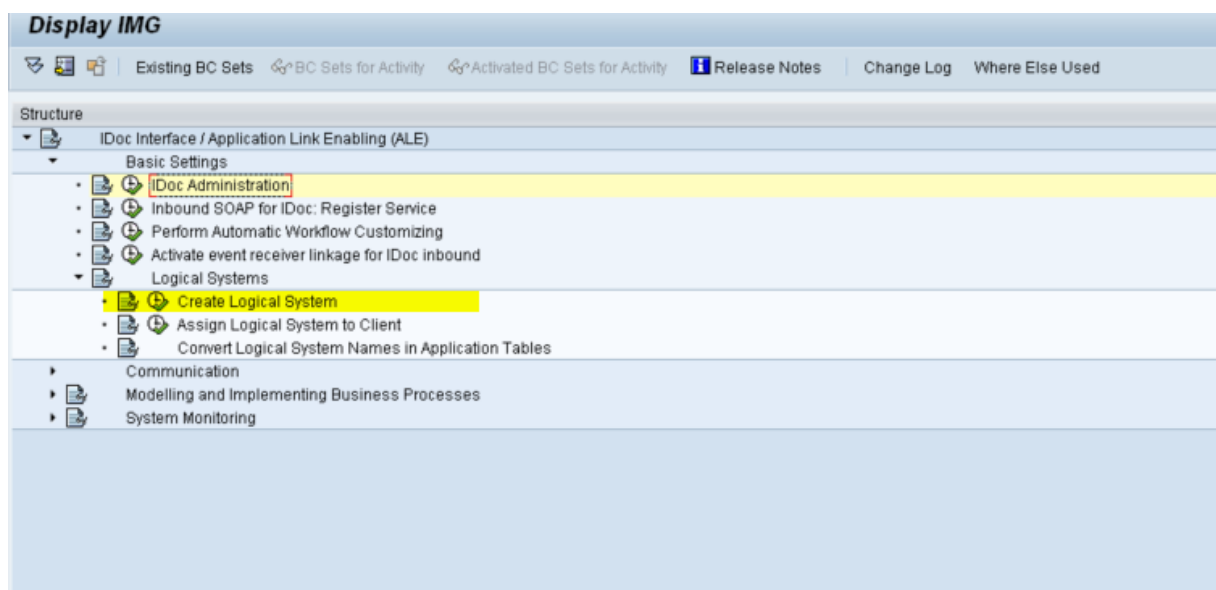 Display IMG
Existing BC Sets BC Sets for Activity Activated BC Sets for Activity Release Notes Change Log Where Else Used
Structure
IDoc Interface / Application Link Enabling (ALE)
Basic Settings
IDoc Administration
Inbound SOAP for IDoc: Register Service
Perform Automatic Workflow Customizing
Activate event receiver linkage for IDoc inbound
Logical Systems
Create Logical System
Assign Logical System to Client
Convert Logical System Names in Application Tables
Communication
Modelling and Implementing Business Processes
System Monitoring